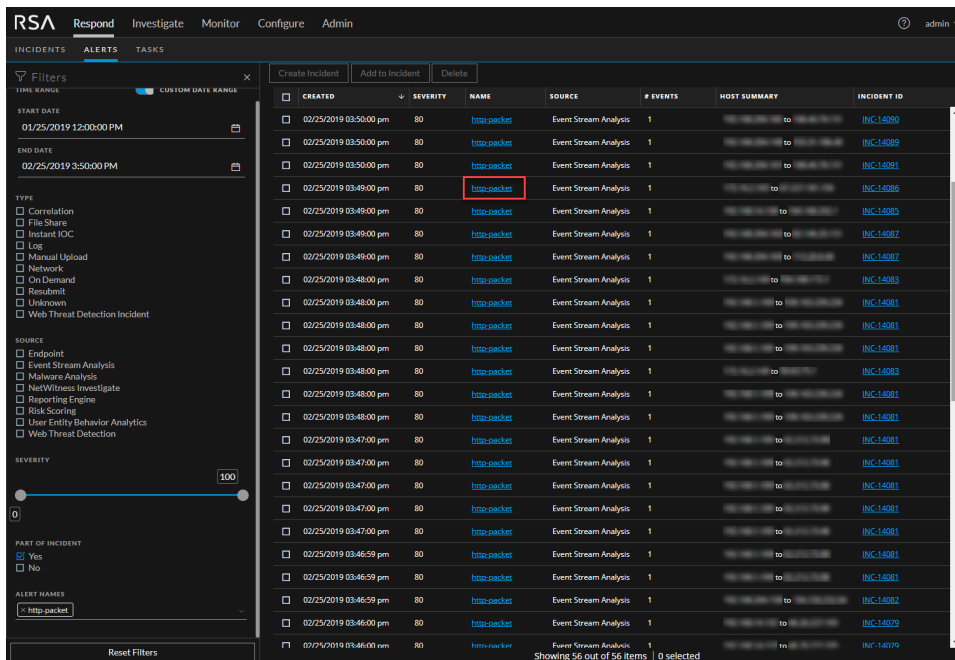 RSA Respond Investigate Monitor Configure Admin admin
INCIDENTS ALERTS TASKS
Filters
TIME RANGE CUSTOM DATE RANGE
START DATE
01/25/2019 12:00:00 PM
END DATE
02/25/2019 3:50:00 PM
TYPE
Correlation
File Share
Instant IOC
Log
Manual Upload
Network
On Demand
Resubmit
Unknown
Web Threat Detection Incident
SOURCE
Endpoint
Event Stream Analysis
Malware Analysis
NetWitness Investigate
Reporting Engine
Risk Scoring
User Entity Behavior Analytics
Web Threat Detection
SEVERITY
100
0
PART OF INCIDENT
Yes
No
ALERT NAMES
× http-packet
Reset Filters
Create Incident Add to Incident Delete
CREATED SEVERITY NAME SOURCE # EVENTS HOST SUMMARY INCIDENT ID
02/25/2019 03:50:00 pm 80 http-packet Event Stream Analysis 1 to INC-14090
02/25/2019 03:50:00 pm 80 http-packet Event Stream Analysis 1 to INC-14089
02/25/2019 03:50:00 pm 80 http-packet Event Stream Analysis 1 to INC-14091
02/25/2019 03:49:00 pm 80 http-packet Event Stream Analysis 1 to INC-14086
02/25/2019 03:49:00 pm 80 http-packet Event Stream Analysis 1 to INC-14085
02/25/2019 03:49:00 pm 80 http-packet Event Stream Analysis 1 to INC-14087
02/25/2019 03:49:00 pm 80 http-packet Event Stream Analysis 1 to INC-14087
02/25/2019 03:48:00 pm 80 http-packet Event Stream Analysis 1 to INC-14083
02/25/2019 03:48:00 pm 80 http-packet Event Stream Analysis 1 to INC-14081
02/25/2019 03:48:00 pm 80 http-packet Event Stream Analysis 1 to INC-14081
02/25/2019 03:48:00 pm 80 http-packet Event Stream Analysis 1 to INC-14081
02/25/2019 03:48:00 pm 80 http-packet Event Stream Analysis 1 to INC-14083
02/25/2019 03:48:00 pm 80 http-packet Event Stream Analysis 1 to INC-14081
02/25/2019 03:48:00 pm 80 http-packet Event Stream Analysis 1 to INC-14081
02/25/2019 03:47:00 pm 80 http-packet Event Stream Analysis 1 to INC-14081
02/25/2019 03:47:00 pm 80 http-packet Event Stream Analysis 1 to INC-14081
02/25/2019 03:47:00 pm 80 http-packet Event Stream Analysis 1 to INC-14081
02/25/2019 03:47:00 pm 80 http-packet Event Stream Analysis 1 to INC-14081
02/25/2019 03:47:00 pm 80 http-packet Event Stream Analysis 1 to INC-14081
02/25/2019 03:46:59 pm 80 http-packet Event Stream Analysis 1 to INC-14081
02/25/2019 03:46:59 pm 80 http-packet Event Stream Analysis 1 to INC-14081
02/25/2019 03:46:59 pm 80 http-packet Event Stream Analysis 1 to INC-14082
02/25/2019 03:46:00 pm 80 http-packet Event Stream Analysis 1 to INC-14079
02/25/2019 03:46:00 pm 80 http-packet Event Stream Analysis 1 to INC-14079
Showing 56 out of 56 items | 0 selected